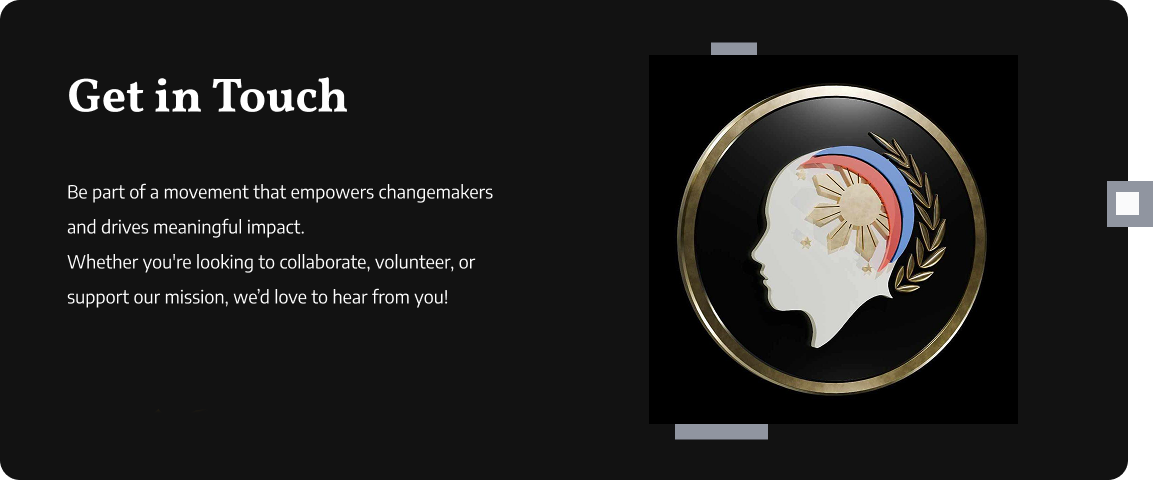 Get in Touch
Be part of a movement that empowers changemakers
and drives meaningful impact.
Whether you're looking to collaborate, volunteer, or
support our mission, we’d love to hear from you!